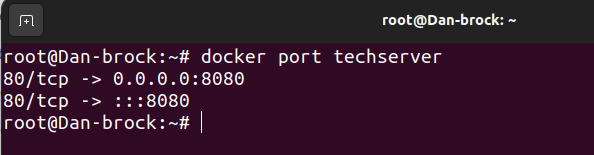 root@Dan-brock: ~
root@Dan-brock:~# docker port techserver
80/tcp -> 0.0.0.0:8080
80/tcp -> :::8080
root@Dan-brock:~#